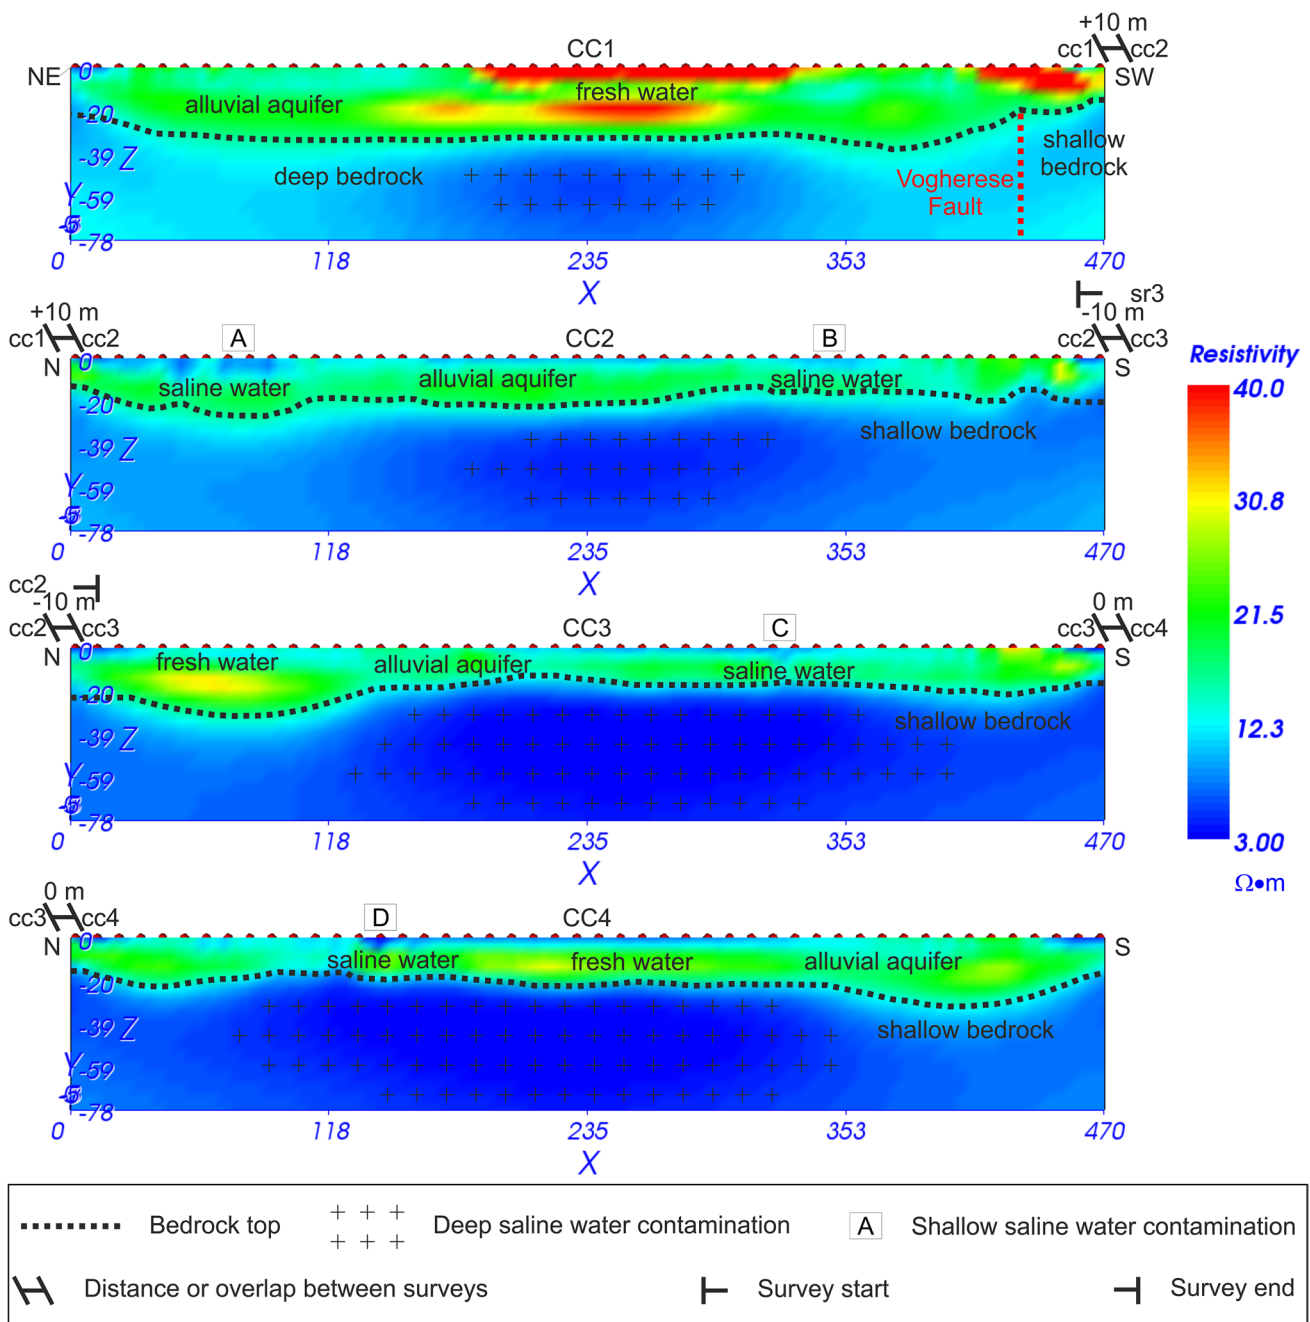 +10 m
CC1
cc1 cc2
NE
SW
0
alluvial aquifer
fresh water
-20
-39 Z
deep bedrock
shallow
bedrock
Vogherese
Fault
Y -59
-78
0 118 235 353 470
X
sr3
+10 m
-10 m
cc1 cc2
A
CC2
B
cc2 cc3
N
S
0
saline water
alluvial aquifer
saline water
-20
shallow bedrock
-39 Z
Y -59
-78
0 118 235 353 470
X
Resistivity
40.0
30.8
21.5
12.3
3.00
Ω•m
cc2
-10 m
0 m
cc2 cc3
CC3
C
cc3 cc4
N
S
0
fresh water
alluvial aquifer
saline water
-20
shallow bedrock
-39 Z
Y -59
-78
0 118 235 353 470
X
0 m
cc3 cc4
D
CC4
N
S
0
saline water
fresh water
alluvial aquifer
-20
shallow bedrock
-39 Z
Y -59
-78
0 118 235 353 470
X
Bedrock top
Deep saline water contamination
A
Shallow saline water contamination
Distance or overlap between surveys
Survey start
Survey end